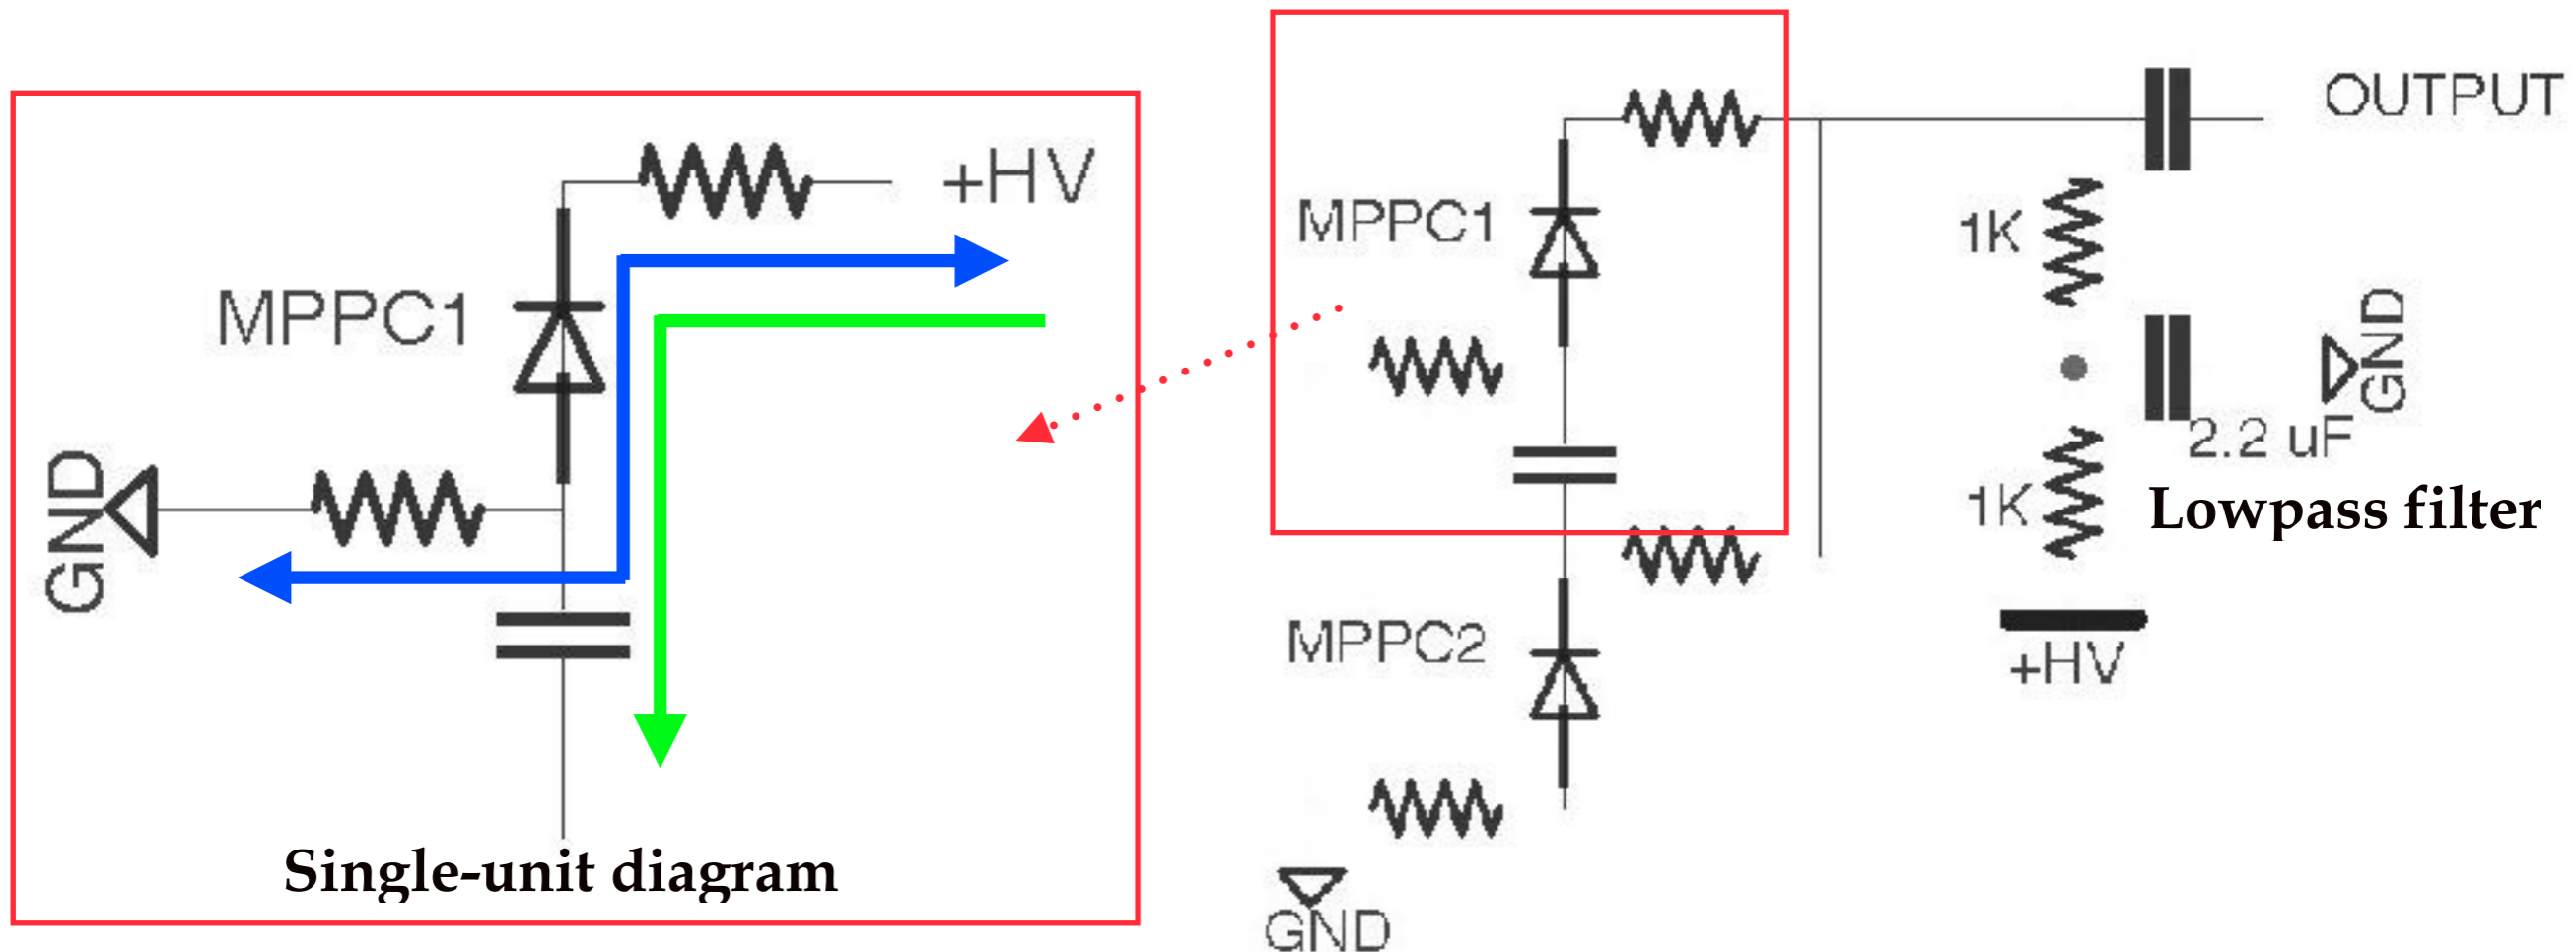 +HV
MPPC1
GND
Single-unit diagram
OUTPUT
MPPC1
1K
GND
2.2 uF
1K
Lowpass filter
MPPC2
+HV
GND